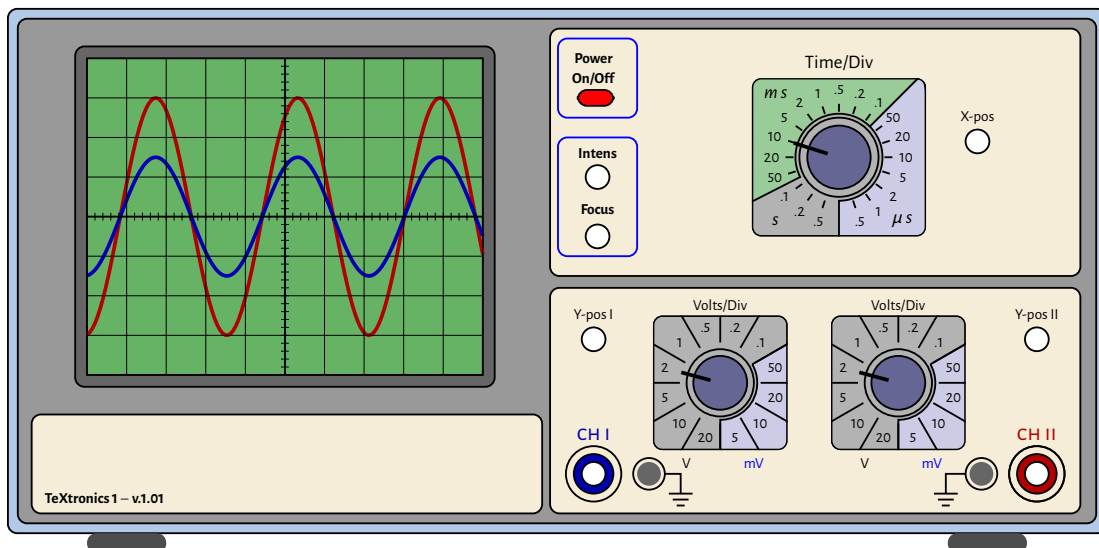 Power
On/Off
Intens
Focus
Time/Div
m s
5
2
1
.5
.2
.1
10
20
50
50
20
10
5
2
1
.5
µ s
.1
.2
.5
s
X-pos
Y-pos I
Volts/Div
.5
.2
.1
1
2
5
10
20
50
20
10
5
V
mV
CH I
Volts/Div
.5
.2
.1
1
2
5
10
20
50
20
10
5
V
mV
Y-pos II
CH II
TeXtronics 1 – v.1.01